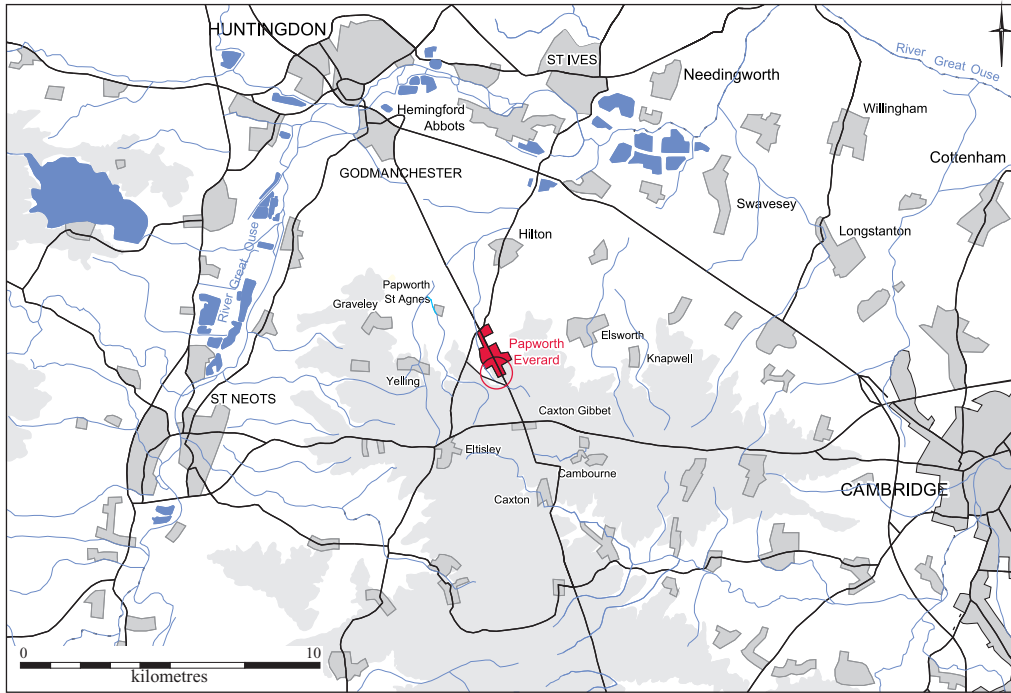 HUNTINGDON
ST IVES
River Great Ouse
Needingworth
Hemingford
Abbots
Willingham
Cottenham
GODMANCHESTER
Swavesey
Longstanton
Hilton
River Great Ouse
Papworth
St Agnes
Graveley
Elsworth
Papworth
Everard
Knapwell
Yelling
ST NEOTS
Caxton Gibbet
Eltisley
Cambourne
Caxton
CAMBRIDGE
0 10
kilometres